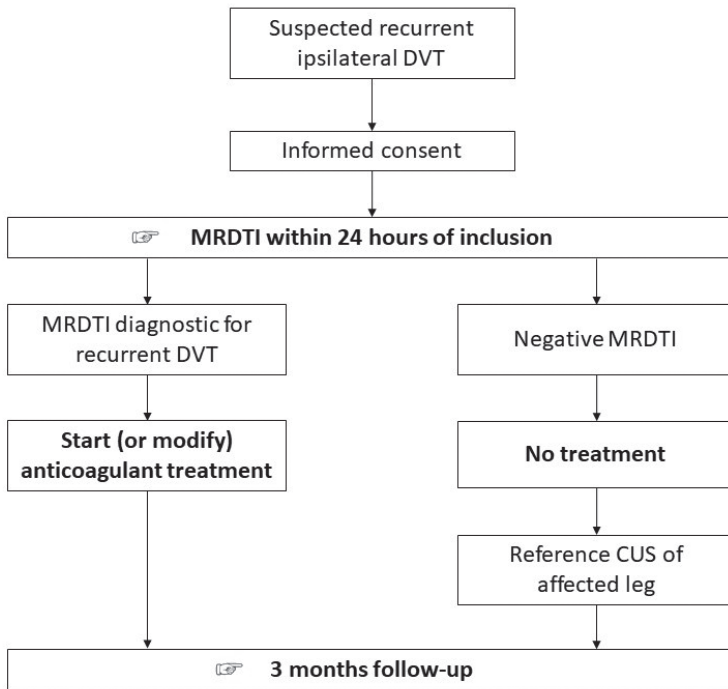 Suspected recurrent
ipsilateral DVT
Informed consent
☞ MRDTI within 24 hours of inclusion
MRDTI diagnostic for
recurrent DVT
Negative MRDTI
Start (or modify)
anticoagulant treatment
No treatment
Reference CUS of
affected leg
☞ 3 months follow-up